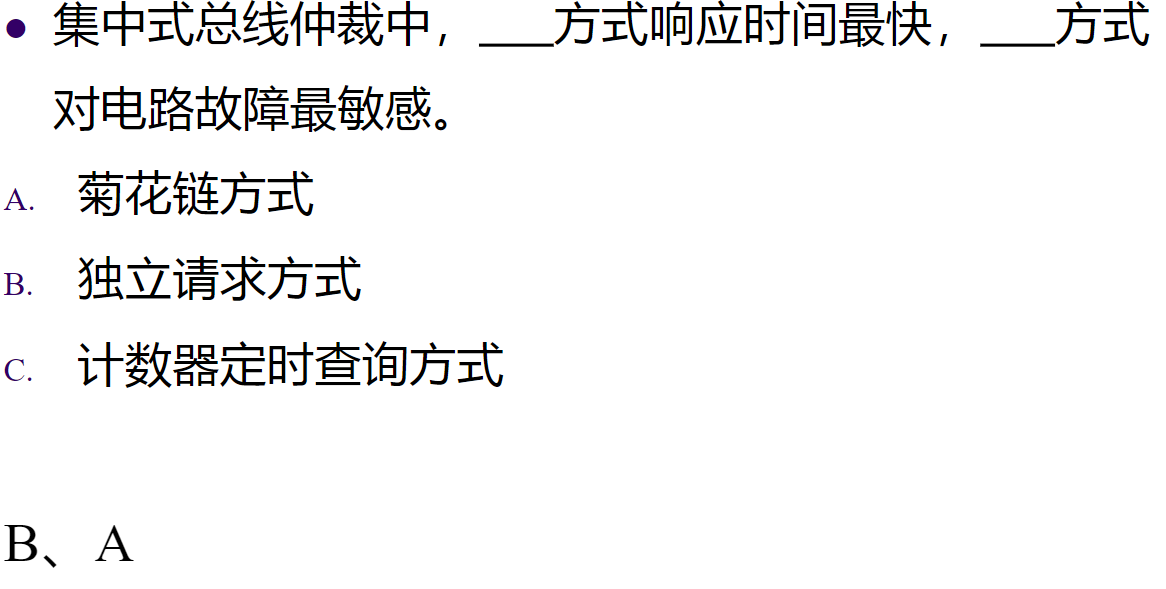 ● 集中式总线仲裁中，___方式响应时间最快，___方式
对电路故障最敏感。
A. 菊花链方式
B. 独立请求方式
C. 计数器定时查询方式
B、A